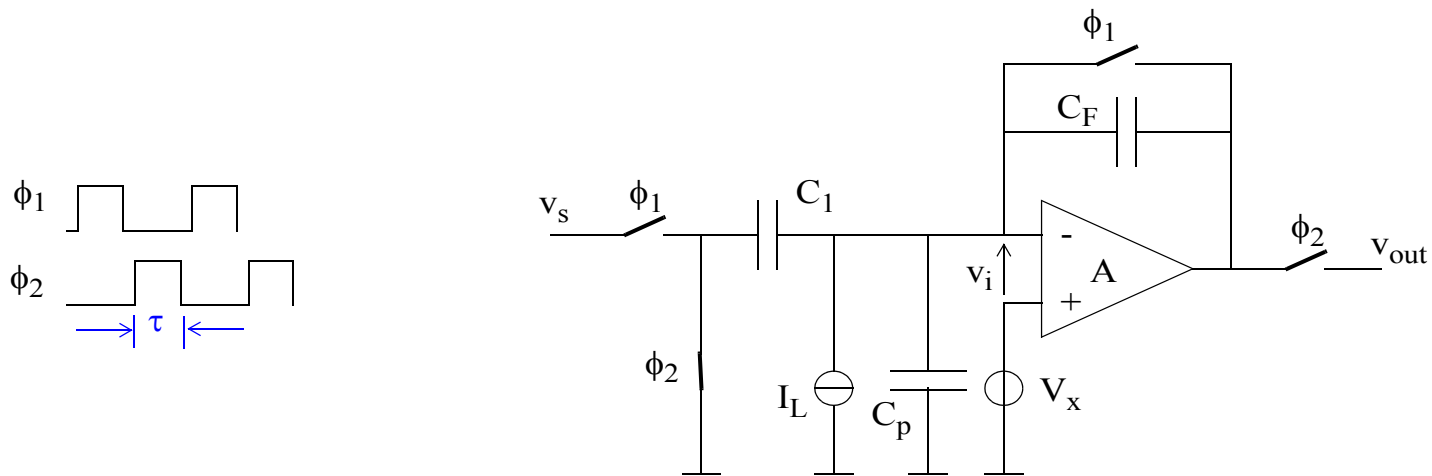 ϕ₁
C_F
C₁
ϕ₁
ϕ₁
v_s
ϕ₂
v_out
ϕ₂
v_i
-
A
+
τ
ϕ₂
I_L
C_p
V_x